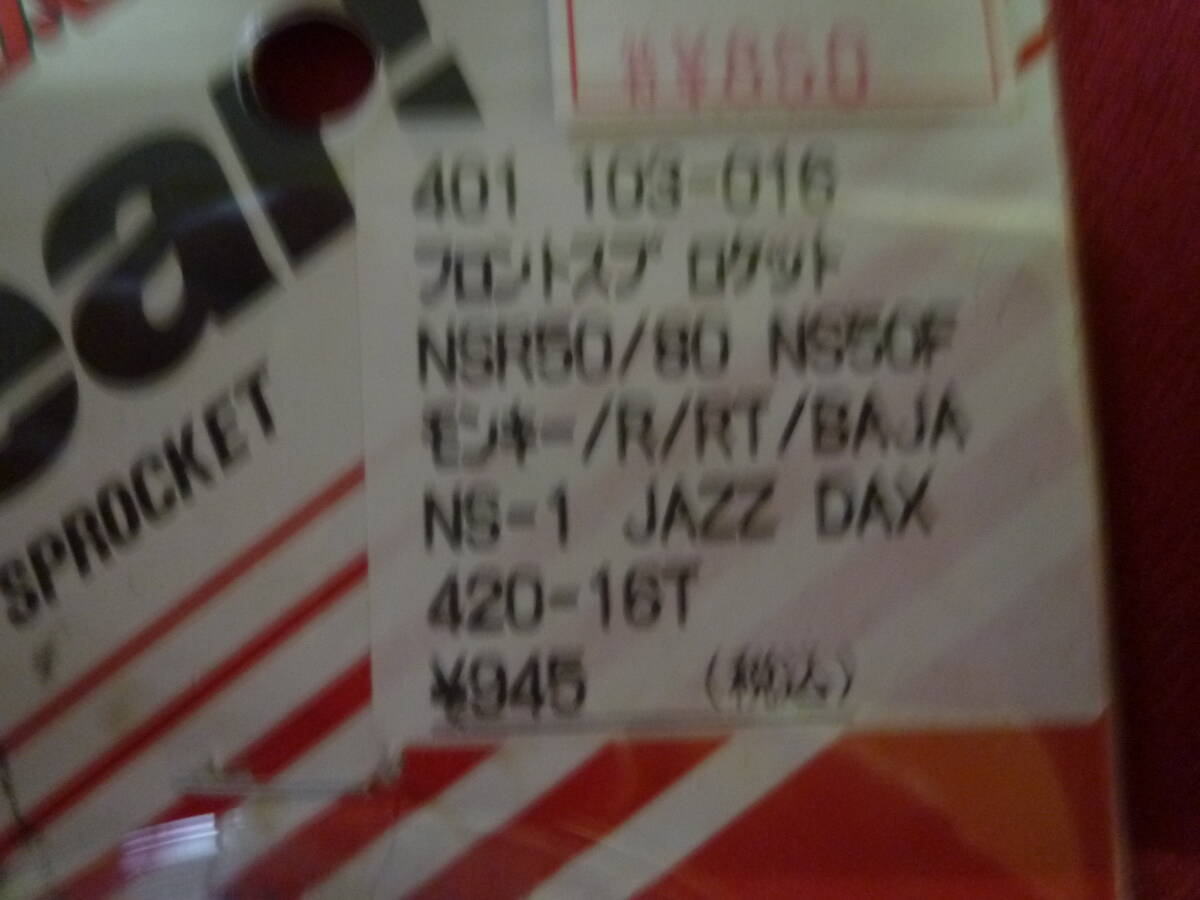 ¥860
401 103-016
フロントスプロケット
NSR50/80 NS50F
モンキー/R/RT/BAJA
NS-1 JAZZ DAX
420-16T
¥945 (税込)
SPROCKET